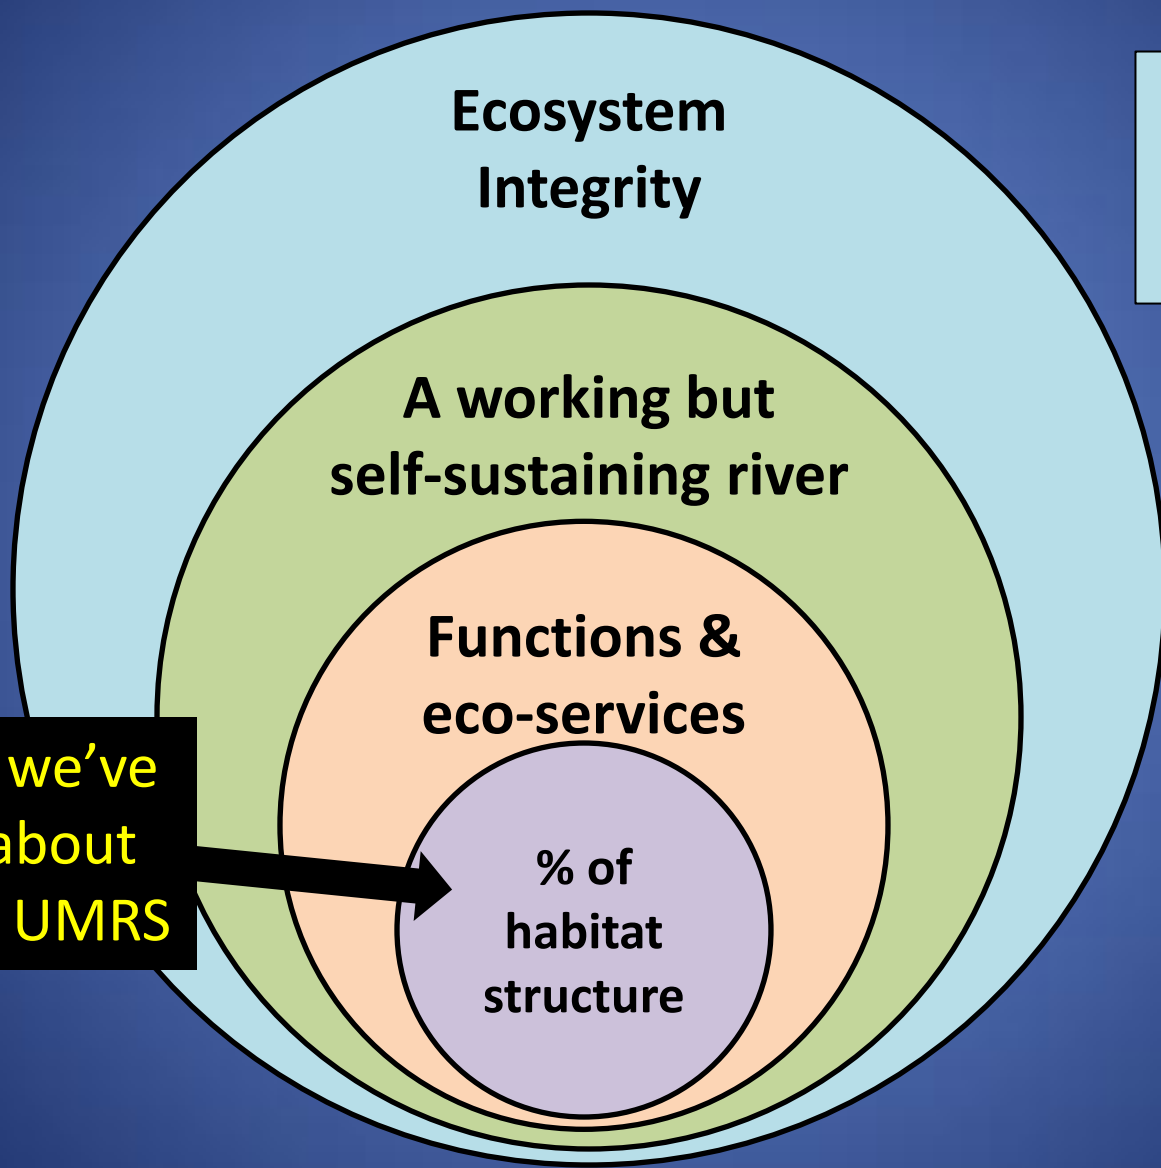 Ecosystem
Integrity
A working but
self-sustaining river
Functions &
eco-services
we’ve
about
UMRS
% of
habitat
structure